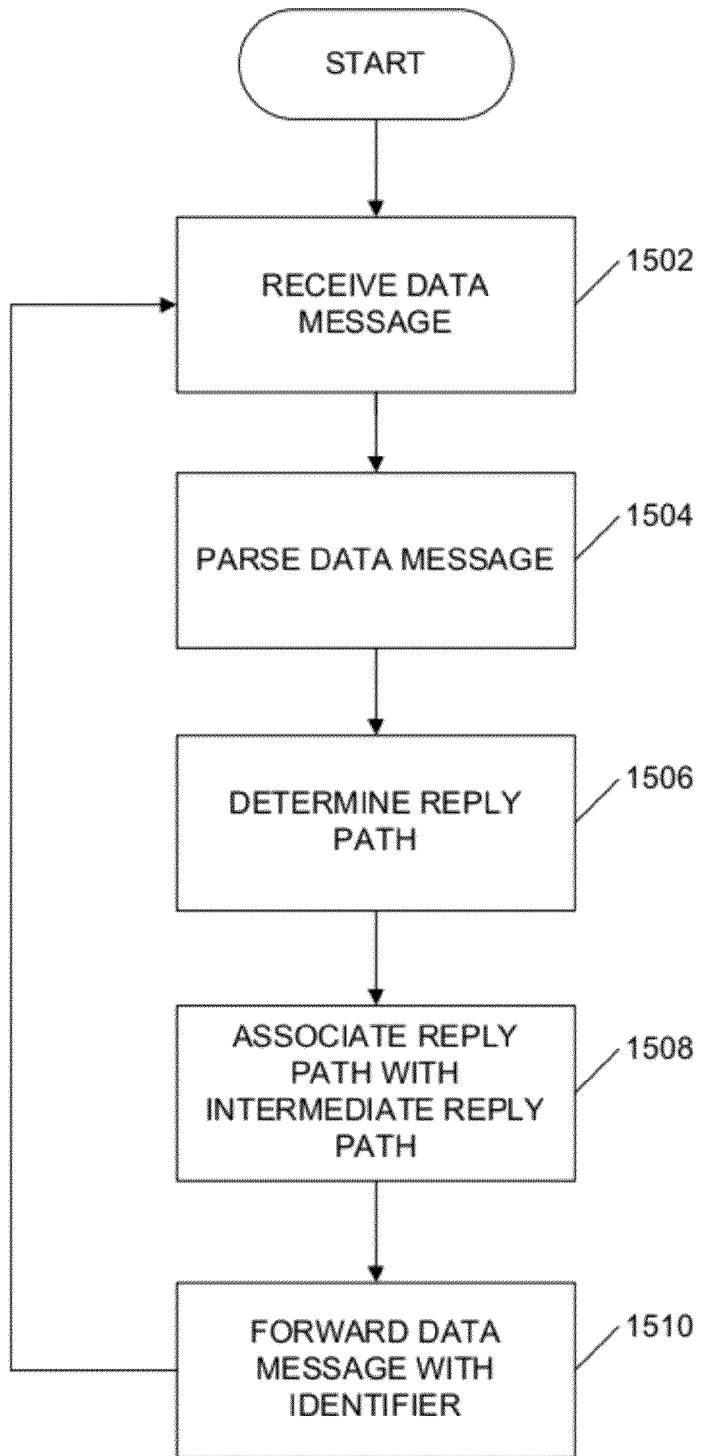 START
RECEIVE DATA
MESSAGE
1502
PARSE DATA MESSAGE
1504
DETERMINE REPLY
PATH
1506
ASSOCIATE REPLY
PATH WITH
INTERMEDIATE REPLY
PATH
1508
FORWARD DATA
MESSAGE WITH
IDENTIFIER
1510